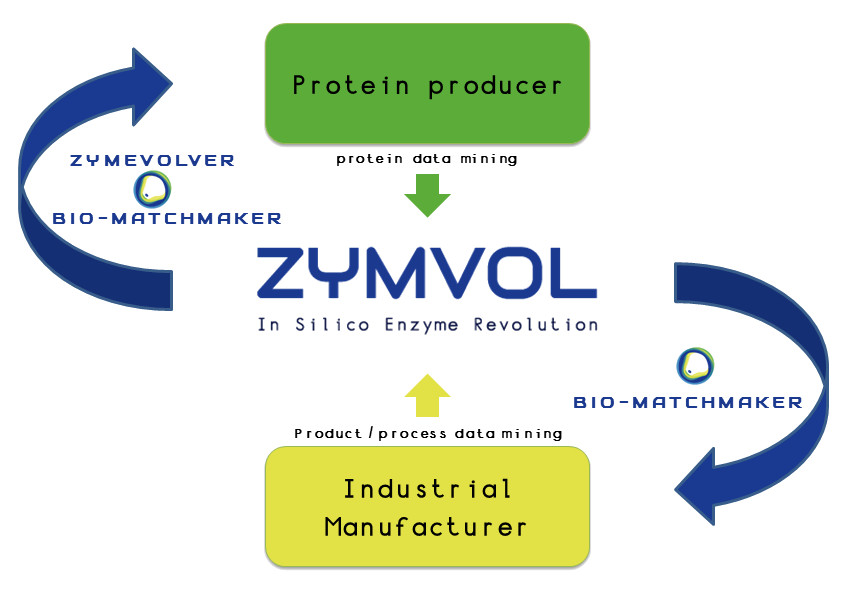 Protein producer
protein data mining
ZYMEVOLVER
BIO-MATCHMAKER
ZYMVOL
In Silico Enzyme Revolution
BIO-MATCHMAKER
Product / process data mining
Industrial
Manufacturer